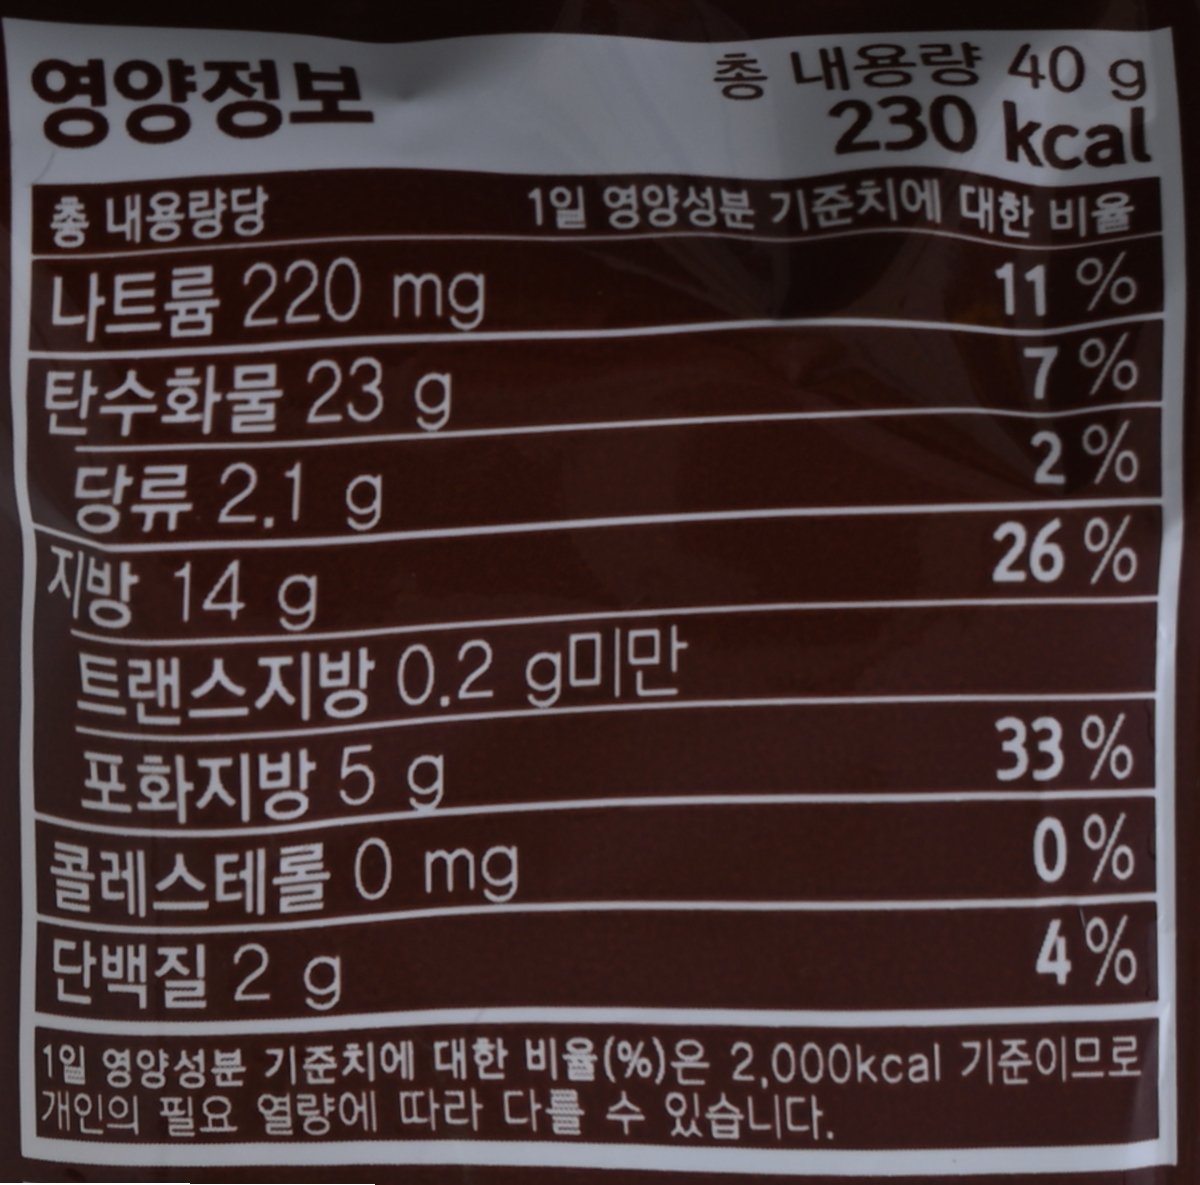 영양정보
총 내용량 40 g
230 kcal
총 내용량당 1일 영양성분 기준치에 대한 비율
나트륨 220 mg 11 %
탄수화물 23 g 7 %
당류 2.1 g 2 %
지방 14 g 26 %
트랜스지방 0.2 g미만
포화지방 5 g 33 %
콜레스테롤 0 mg 0 %
단백질 2 g 4 %
1일 영양성분 기준치에 대한 비율(%)은 2,000kcal 기준이므로
개인의 필요 열량에 따라 다를 수 있습니다.